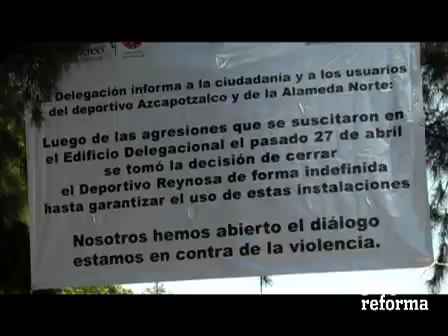 La Delegación informa a la ciudadanía y a los usuarios
del deportivo Azcapotzalco y de la Alameda Norte:
Luego de las agresiones que se suscitaron en
el Edificio Delegacional el pasado 27 de abril
se tomó la decisión de cerrar
el Deportivo Reynosa de forma indefinida
hasta garantizar el uso de estas instalaciones
Nosotros hemos abierto el diálogo
estamos en contra de la violencia.
reforma